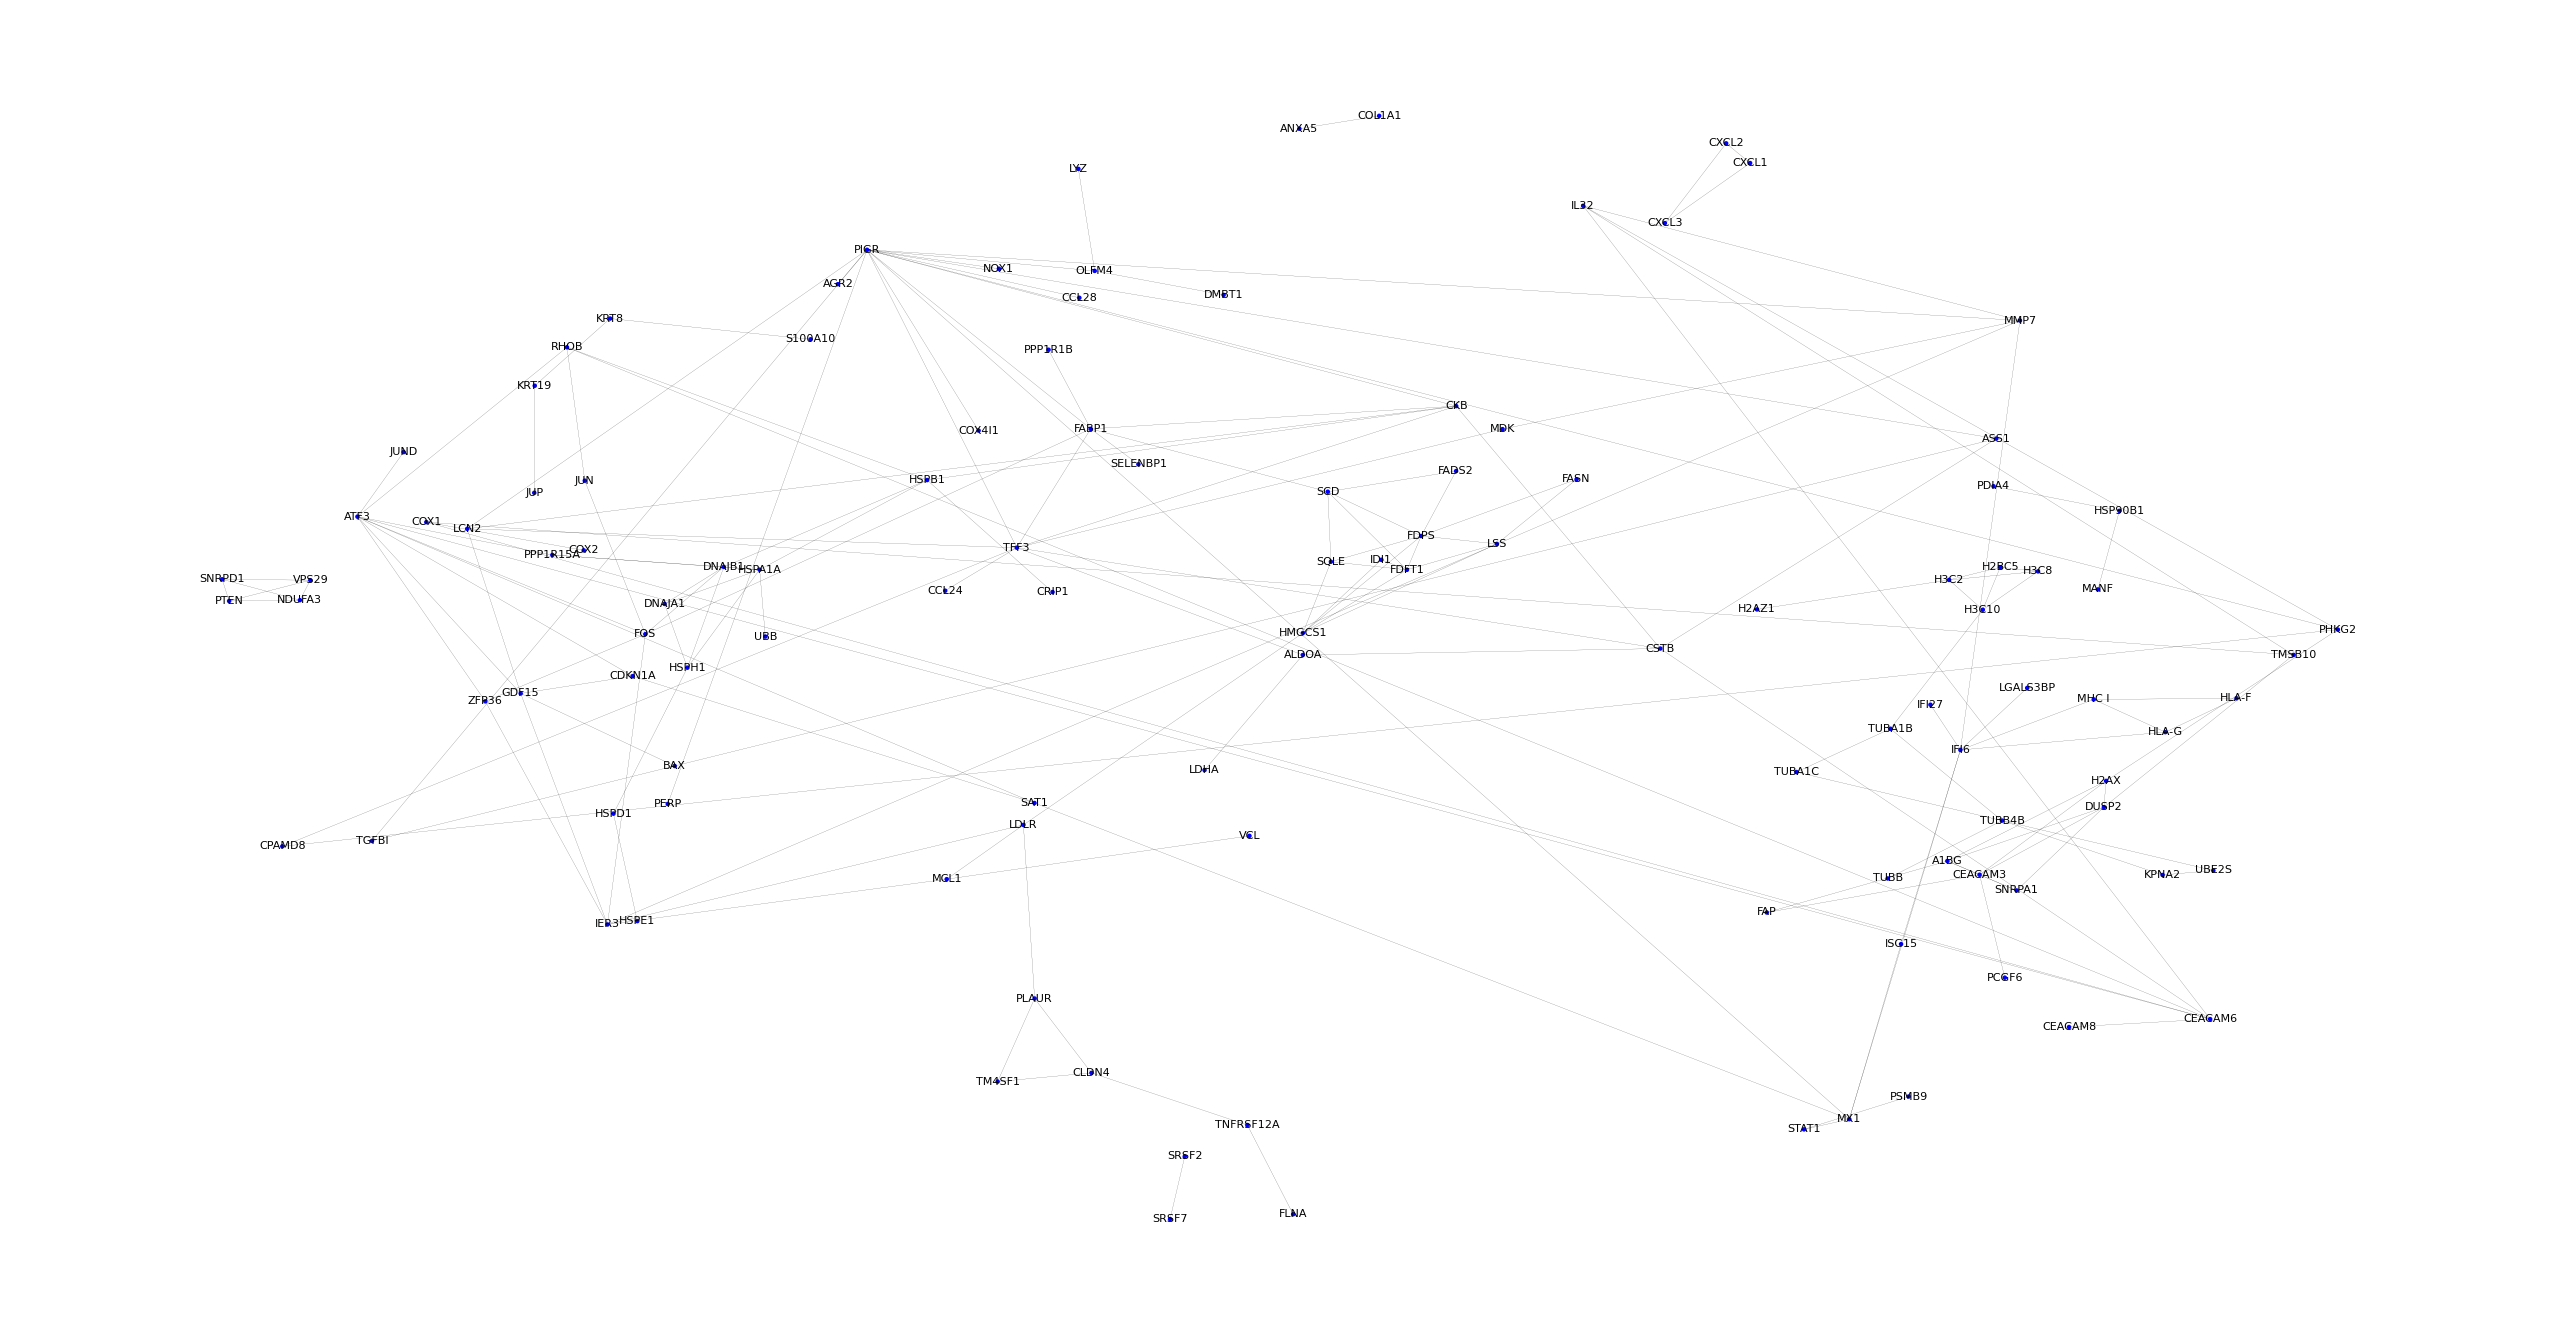 COL1A1
ANXA5
CXCL2
CXCL1
LYZ
IL32
CXCL3
PIGR
NOX1
OLFM4
AGR2
CCL28
DMBT1
KRT8
MMP7
S100A10
RHOB
PPP1R1B
KRT19
CKB
COX4I1
FABP1
MDK
ASS1
JUND
SELENBP1
FADS2
JUN
HSPB1
FASN
PDIA4
JUP
SCD
HSP90B1
ATF3
COX1
LCN2
FDPS
LSS
PPP1R15A
COX2
TFF3
SQLE
IDI1
FDFT1
DNAJB1
HSPA1A
H2BC5
H3C8
SNRPD1
VPS29
H3C2
PTEN
NDUFA3
DNAJA1
CCL24
CRIP1
MANF
H2AZ1
H3C10
FOS
UBB
HMGCS1
PHKG2
ALDOA
CSTB
TMSB10
HSPH1
CDKN1A
ZFP36
GDF15
LGALS3BP
MHC I
HLA-F
IFI27
TUBA1B
HLA-G
IFI6
BAX
LDHA
TUBA1C
H2AX
PERP
SAT1
DUSP2
HSPD1
LDLR
TUBB4B
CPAMD8
TGFBI
VCL
A1BG
MCL1
TUBB
CEACAM3
KPNA2
UBE2S
SNRPA1
IER3
HSPE1
FAP
ISG15
PCGF6
PLAUR
CEACAM8
CEACAM6
CLDN4
TM4SF1
PSMB9
MX1
STAT1
TNFRSF12A
SRSF2
SRSF7
FLNA